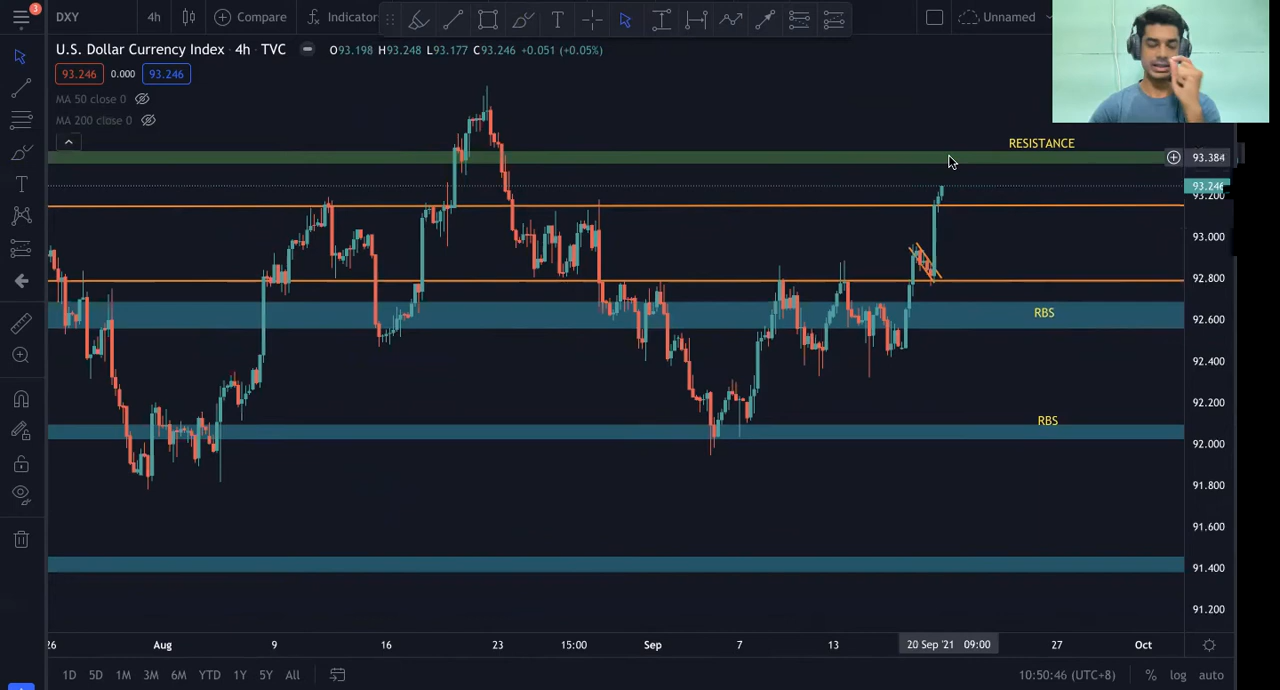 3
DXY
4h
Compare
Indicator
Unnamed
U.S. Dollar Currency Index · 4h · TVC
O93.198 H93.248 L93.177 C93.246 +0.051 (+0.05%)
93.246
0.000
93.246
MA 50 close 0
MA 200 close 0
RESISTANCE
93.384
93.246
93.200
93.000
92.800
RBS
92.600
92.400
92.200
RBS
92.000
91.800
91.600
91.400
91.200
26
Aug
9
16
23
15:00
Sep
7
13
20 Sep '21 09:00
27
Oct
1D
5D
1M
3M
6M
YTD
1Y
5Y
All
10:50:46 (UTC+8)
%
log
auto